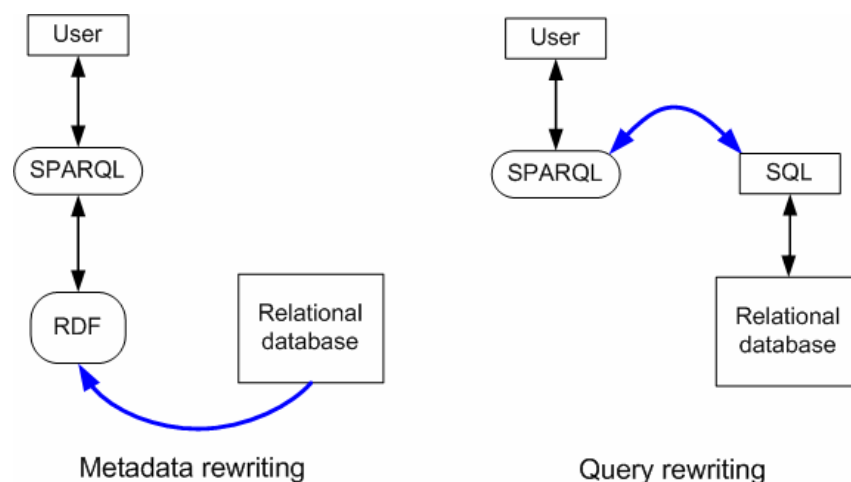 User
SPARQL
RDF
Relational
database
Metadata rewriting
User
SPARQL
SQL
Relational
database
Query rewriting